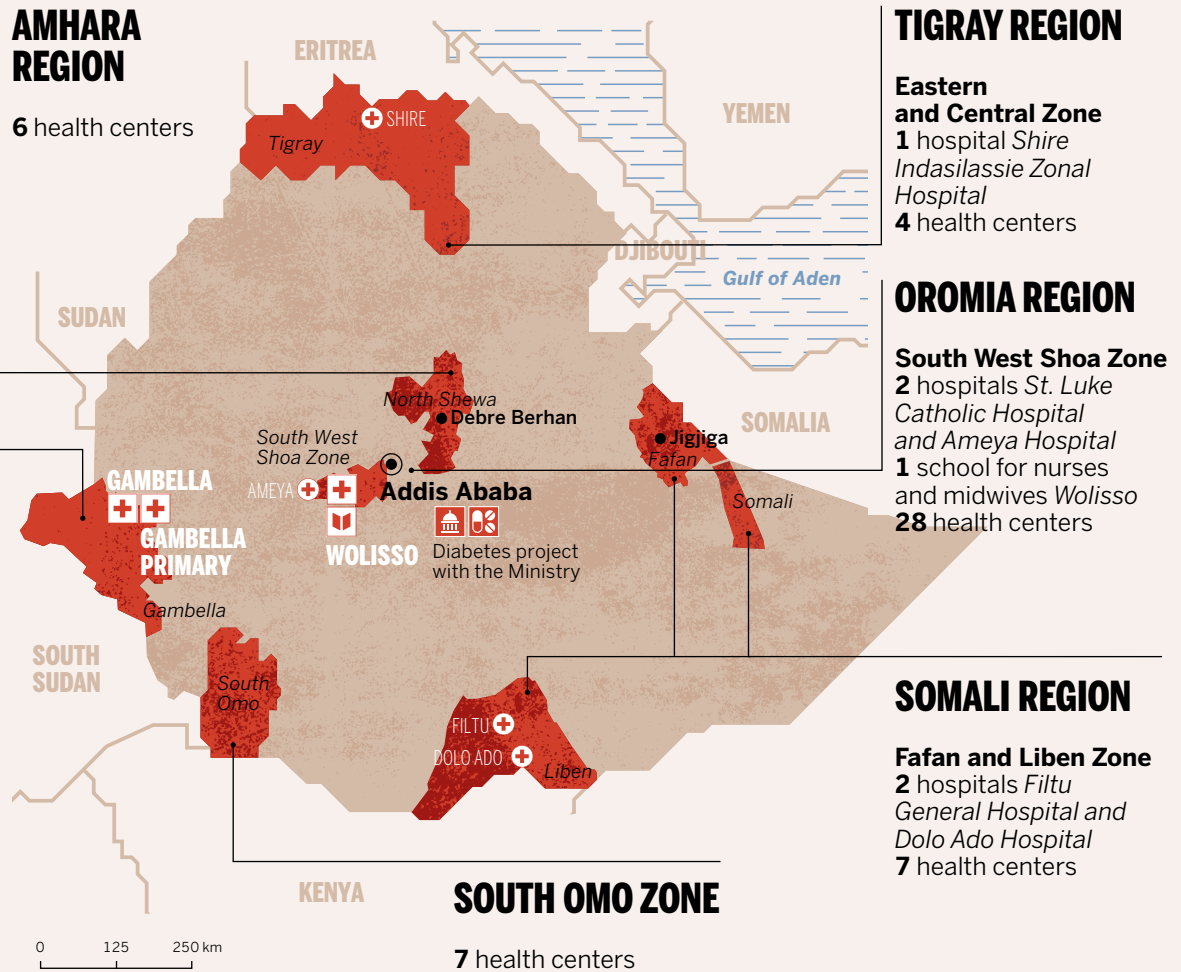 AMHARA
REGION
6 health centers
TIGRAY REGION
Eastern
and Central Zone
1 hospital Shire
Indasilassie Zonal
Hospital
4 health centers
OROMIA REGION
South West Shoa Zone
2 hospitals St. Luke
Catholic Hospital
and Ameya Hospital
1 school for nurses
and midwives Wolisso
28 health centers
SOMALI REGION
Fafan and Liben Zone
2 hospitals Filtu
General Hospital and
Dolo Ado Hospital
7 health centers
SOUTH OMO ZONE
7 health centers
ERITREA
YEMEN
DJIBOUTI
Gulf of Aden
SUDAN
SOMALIA
SOUTH
SUDAN
KENYA
Tigray
SHIRE
North Shewa
Debre Berhan
South West
Shoa Zone
AMEYA
Addis Ababa
WOLISSO
Diabetes project
with the Ministry
Jigjiga
Fafan
Somali
GAMBELLA
GAMBELLA
PRIMARY
Gambella
South
Omo
FILTU
DOLO ADO
Liben
0 125 250 km